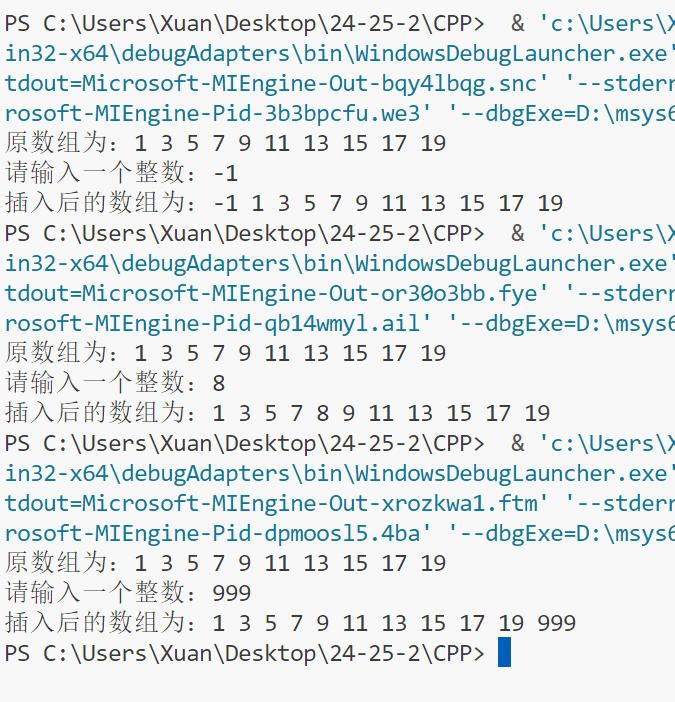 PS C:\Users\Xuan\Desktop\24-25-2\CPP>  & 'c:\Users\X
in32-x64\debugAdapters\bin\WindowsDebugLauncher.exe'
tdout=Microsoft-MIEngine-Out-bqy4lbqg.snc' '--stderr
rosoft-MIEngine-Pid-3b3bpcfu.we3' '--dbgExe=D:\msys6
原数组为：1 3 5 7 9 11 13 15 17 19
请输入一个整数：-1
插入后的数组为：-1 1 3 5 7 9 11 13 15 17 19
PS C:\Users\Xuan\Desktop\24-25-2\CPP>  & 'c:\Users\X
in32-x64\debugAdapters\bin\WindowsDebugLauncher.exe'
tdout=Microsoft-MIEngine-Out-or30o3bb.fye' '--stderr
rosoft-MIEngine-Pid-qb14wmyl.ail' '--dbgExe=D:\msys6
原数组为：1 3 5 7 9 11 13 15 17 19
请输入一个整数：8
插入后的数组为：1 3 5 7 8 9 11 13 15 17 19
PS C:\Users\Xuan\Desktop\24-25-2\CPP>  & 'c:\Users\X
in32-x64\debugAdapters\bin\WindowsDebugLauncher.exe'
tdout=Microsoft-MIEngine-Out-xrozkwa1.ftm' '--stderr
rosoft-MIEngine-Pid-dpmoosl5.4ba' '--dbgExe=D:\msys6
原数组为：1 3 5 7 9 11 13 15 17 19
请输入一个整数：999
插入后的数组为：1 3 5 7 9 11 13 15 17 19 999
PS C:\Users\Xuan\Desktop\24-25-2\CPP>